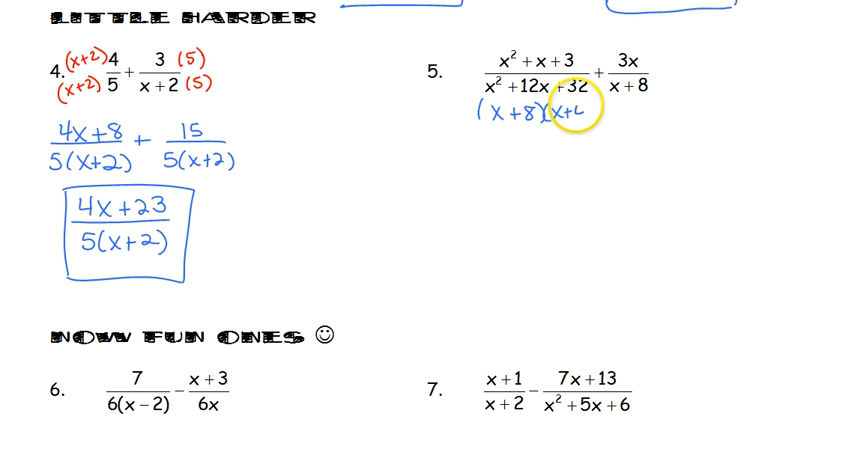 LITTLE HARDER
4. (x+2) 4/5 (x+2) + 3/(x + 2) (5) (5)
(4x+8)/(5(x+2)) + 15/(5(x+2))
(4x+23)/(5(x+2))
5. (x² + x + 3)/(x² + 12x + 32) + 3x/(x + 8)
(x+8)(x+4
NOW FUN ONES ☺
6. 7/(6(x – 2)) – (x + 3)/(6x)
7. (x + 1)/(x + 2) – (7x + 13)/(x² + 5x + 6)